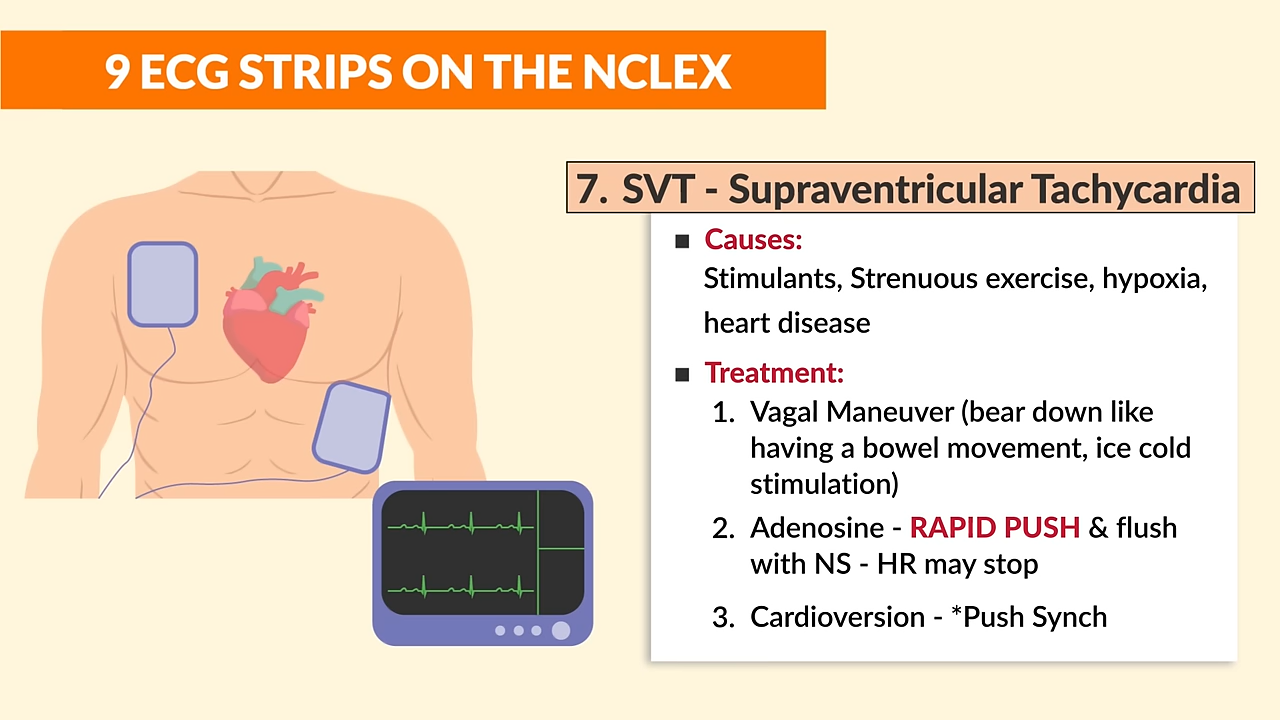 9 ECG STRIPS ON THE NCLEX
7. SVT - Supraventricular Tachycardia
■ Causes:
Stimulants, Strenuous exercise, hypoxia,
heart disease
■ Treatment:
1. Vagal Maneuver (bear down like
having a bowel movement, ice cold
stimulation)
2. Adenosine - RAPID PUSH & flush
with NS - HR may stop
3. Cardioversion - *Push Synch